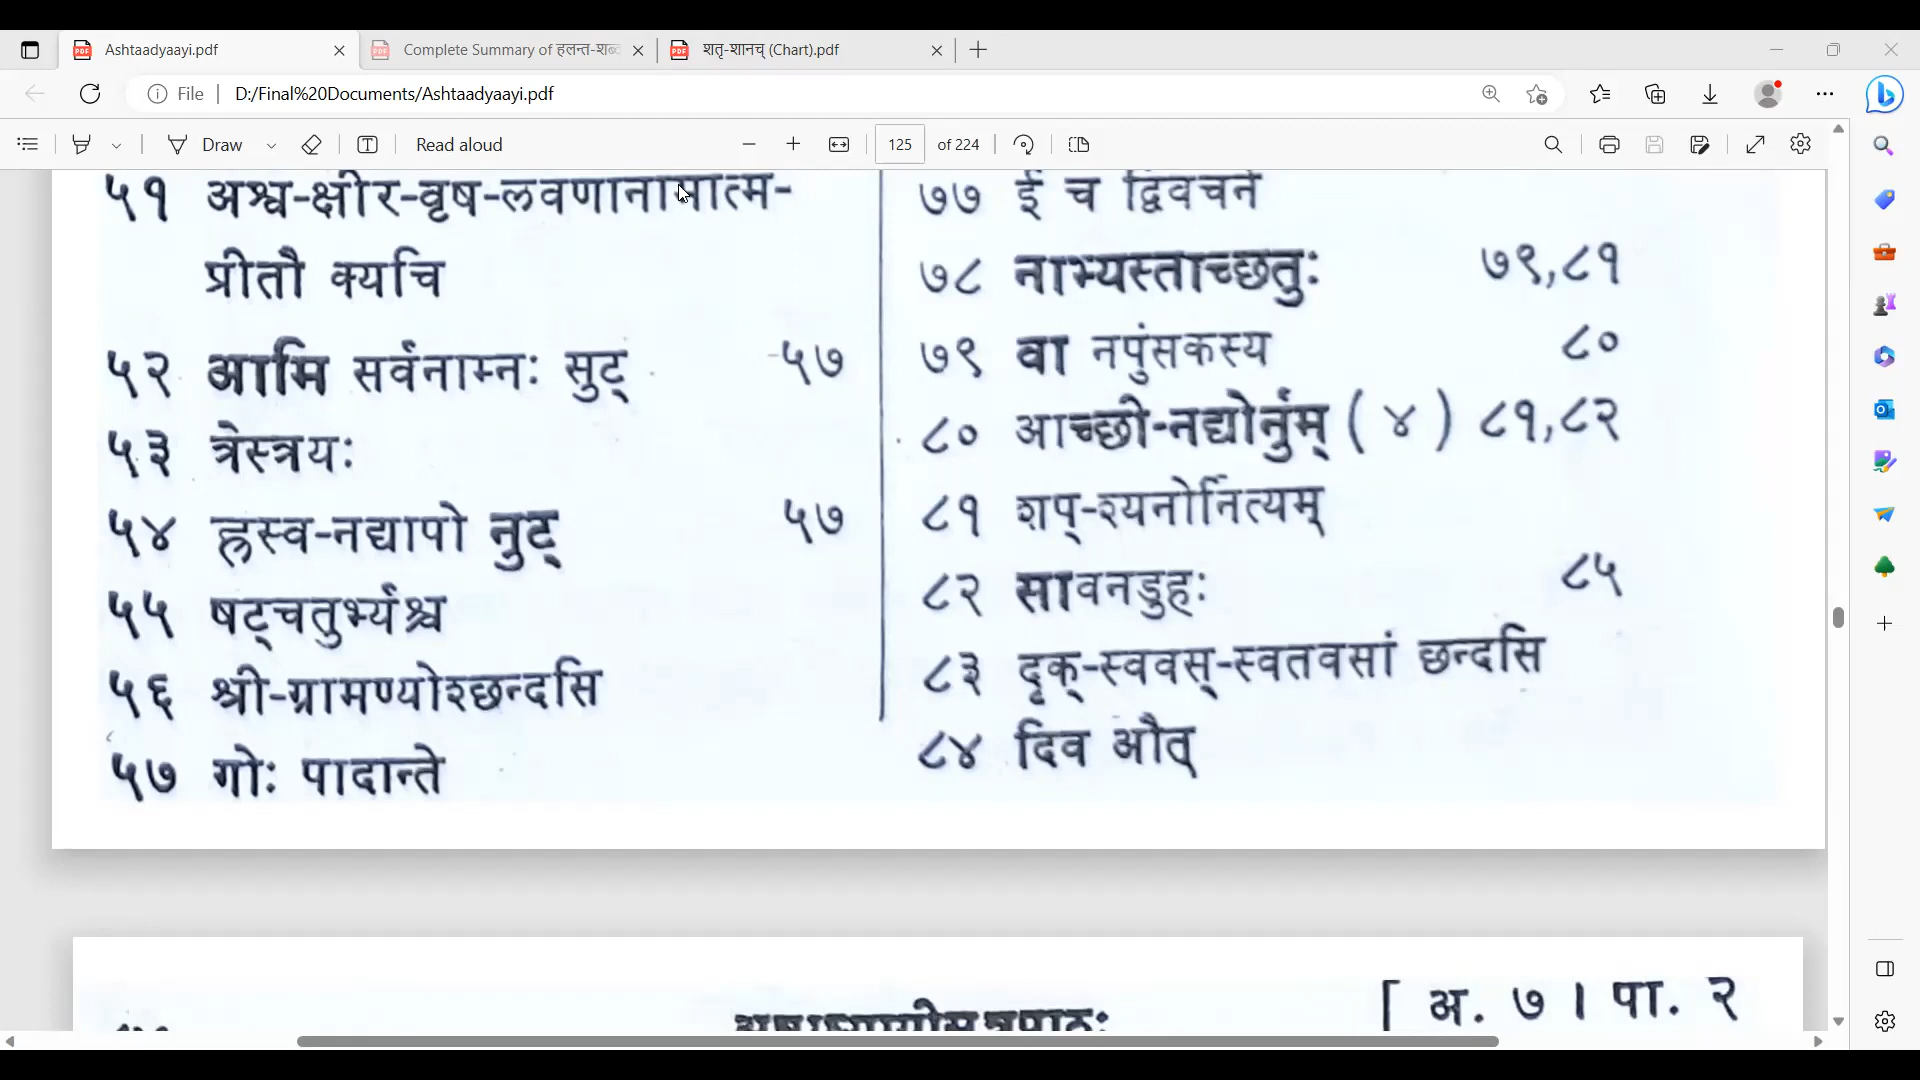 Ashtaadyaayi.pdf
Complete Summary of हलन्त-शब्द
शतृ-शानच् (Chart).pdf
File
D:/Final%20Documents/Ashtaadyaayi.pdf
Draw
Read aloud
125 of 224
५१ अश्व-क्षीर-वृष-लवणानामात्म-
प्रीतौ क्यचि
५२ आमि सर्वनाम्नः सुट् ५७
५३ त्रेस्त्रयः
५४ ह्रस्व-नद्यापो नुट् ५७
५५ षट्चतुर्भ्यश्च
५६ श्री-ग्रामण्योश्छन्दसि
५७ गोः पादान्ते
७७ ई च द्विवचने
७८ नाभ्यस्ताच्छतुः ७९,८१
७९ वा नपुंसकस्य ८०
८० आच्छी-नद्योर्नुम् (४) ८१,८२
८१ शप्-श्यनोर्नित्यम्
८२ सावनडुहः ८५
८३ दृक्-स्ववस्-स्वतवसां छन्दसि
८४ दिव औत्
[ अ. ७ । पा. २